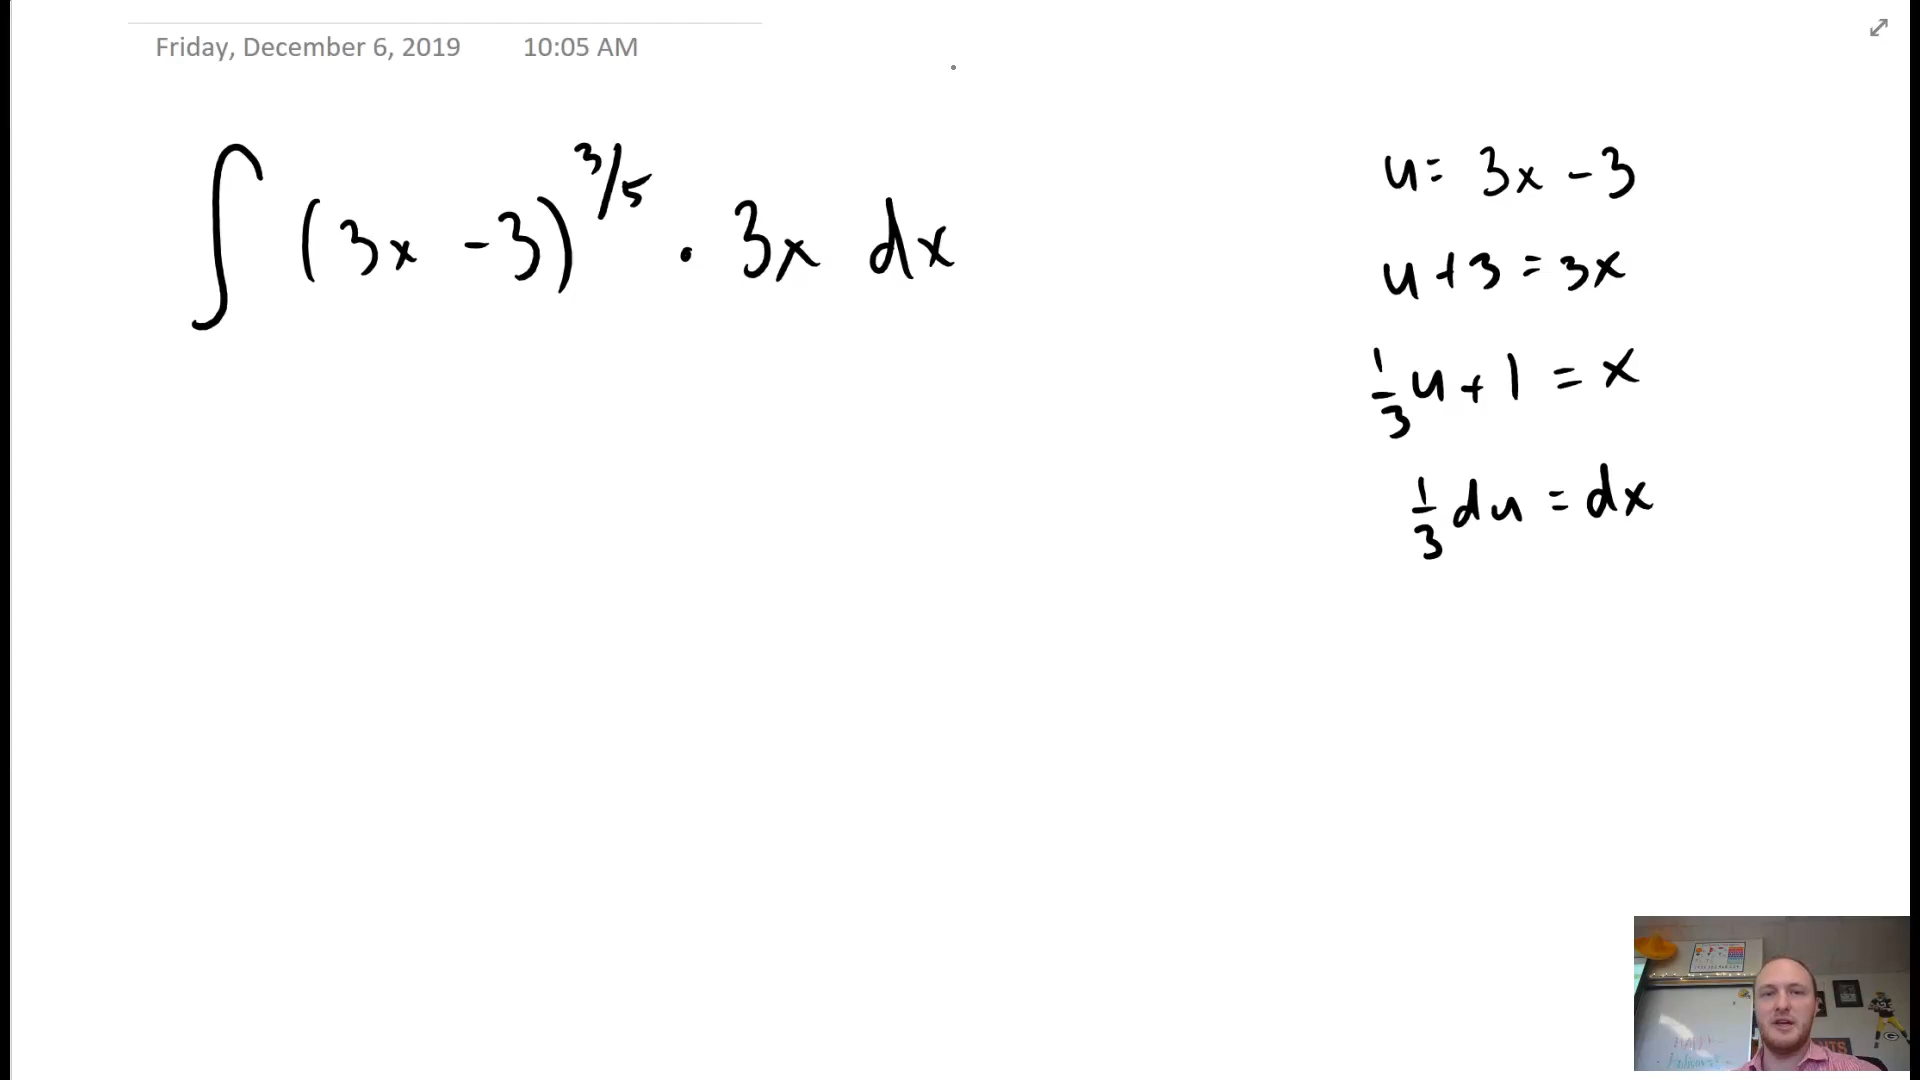 Friday, December 6, 2019 10:05 AM
∫ (3x - 3)^{3/5} · 3x dx
u = 3x - 3
u + 3 = 3x
1/3 u + 1 = x
1/3 du = dx